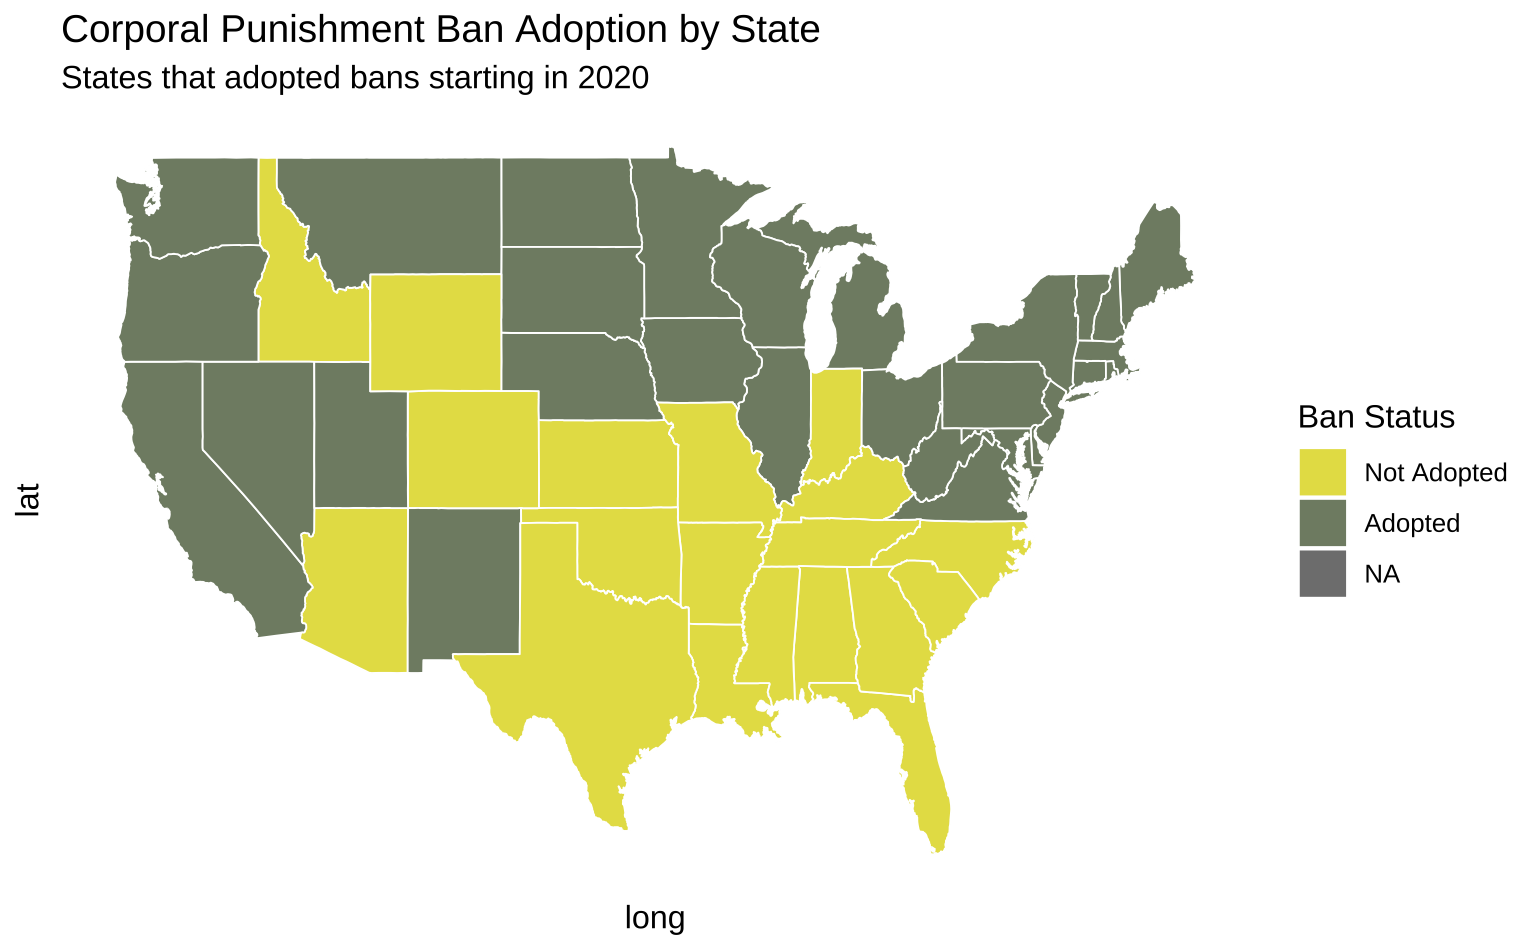 Corporal Punishment Ban Adoption by State
States that adopted bans starting in 2020
lat
long
Ban Status
Not Adopted
Adopted
NA